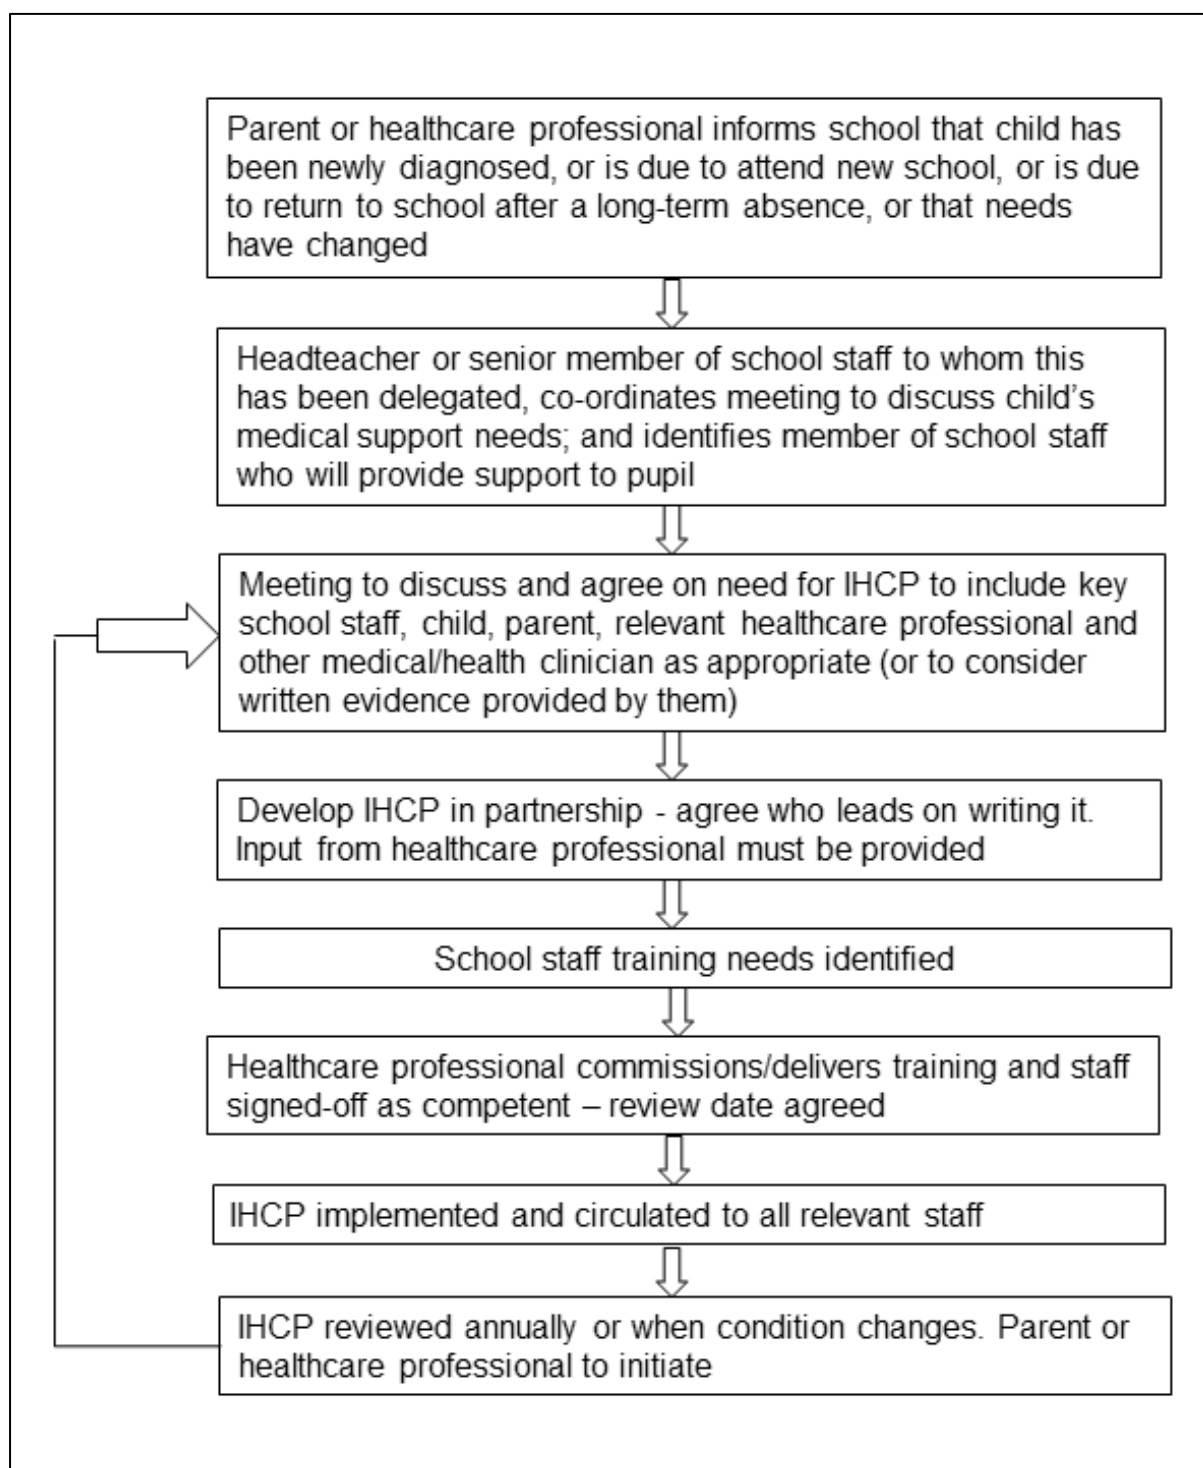 Parent or healthcare professional informs school that child has
been newly diagnosed, or is due to attend new school, or is due
to return to school after a long-term absence, or that needs
have changed
Headteacher or senior member of school staff to whom this
has been delegated, co-ordinates meeting to discuss child's
medical support needs; and identifies member of school staff
who will provide support to pupil
Meeting to discuss and agree on need for IHCP to include key
school staff, child, parent, relevant healthcare professional and
other medical/health clinician as appropriate (or to consider
written evidence provided by them)
Develop IHCP in partnership - agree who leads on writing it.
Input from healthcare professional must be provided
School staff training needs identified
Healthcare professional commissions/delivers training and staff
signed-off as competent – review date agreed
IHCP implemented and circulated to all relevant staff
IHCP reviewed annually or when condition changes. Parent or
healthcare professional to initiate